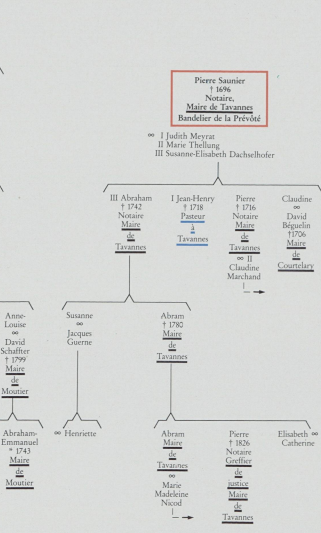 Pierre Saunier
† 1696
Notaire,
Maire de Tavannes
Bandelier de la Prévôté
∞ I Judith Meyrat
II Marie Thellung
III Susanne-Elisabeth Dachselhofer
III Abraham
† 1742
Notaire
Maire
de
Tavannes
I Jean-Henry
† 1718
Pasteur
à
Tavannes
Pierre
† 1716
Notaire
Maire
de
Tavannes
∞ II
Claudine
Marchand
Claudine
∞
David
Béguelin
†1706
Maire
de
Courtelary
Anne-
Louise
∞
David
Schaffter
† 1799
Maire
de
Moutier
Susanne
∞
Jacques
Guerne
Abram
† 1780
Maire
de
Tavannes
Abraham-
Emmanuel
* 1743
Maire
de
Moutier
∞ Henriette
Abram
Maire
de
Tavannes
∞
Marie
Madeleine
Nicod
Pierre
† 1826
Notaire
Greffier
de
justice
Maire
de
Tavannes
Elisabeth ∞
Catherine